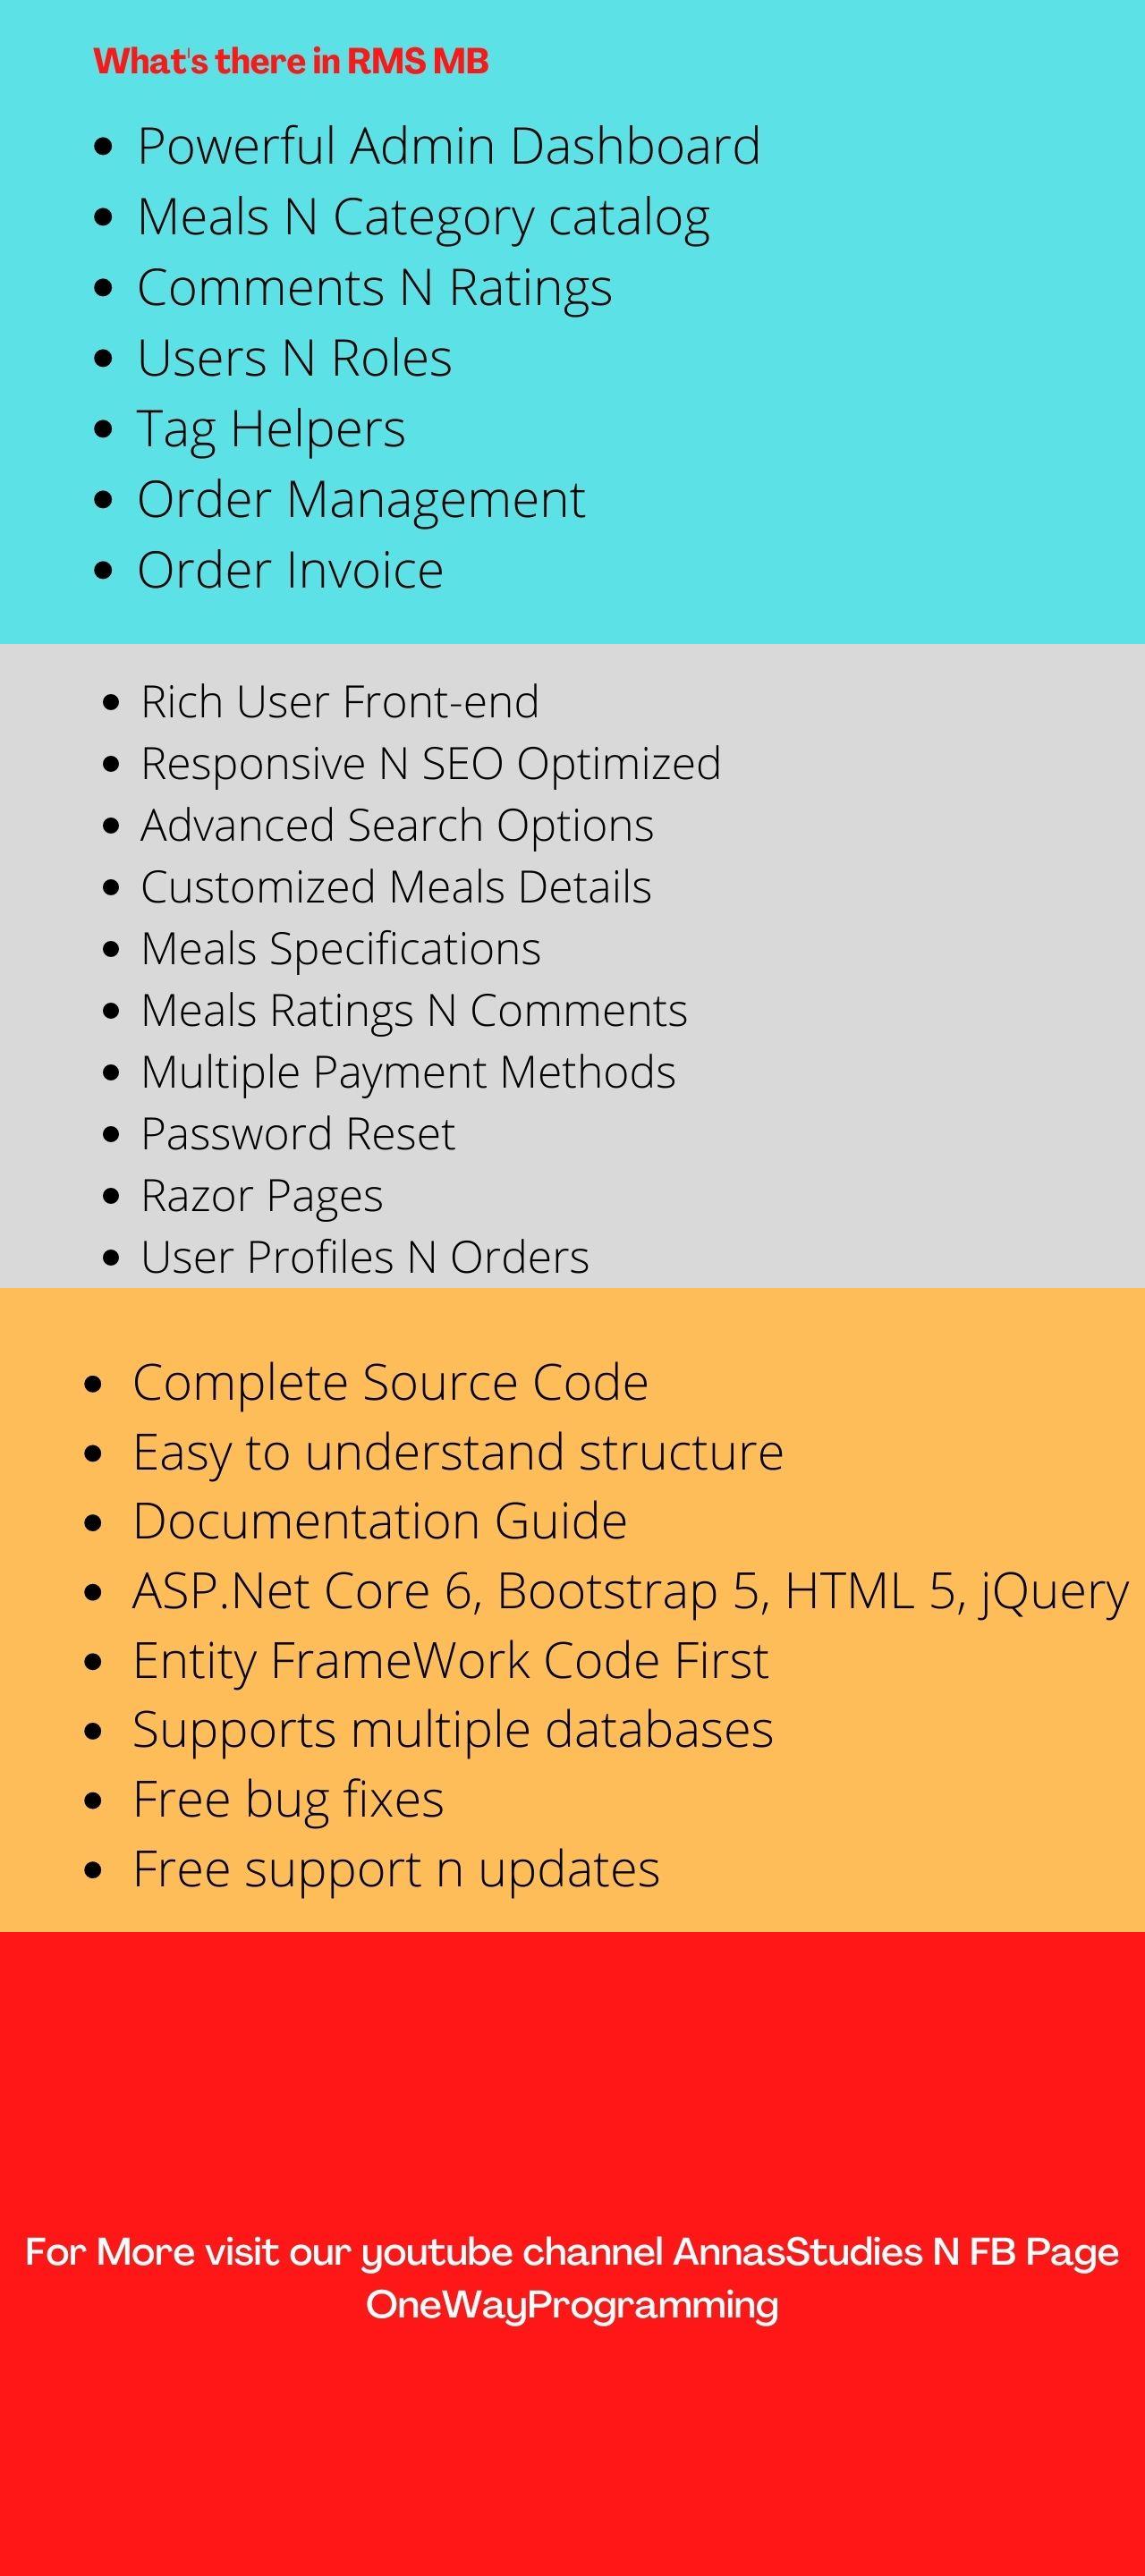 What's there in RMS MB
Powerful Admin Dashboard
Meals N Category catalog
Comments N Ratings
Users N Roles
Tag Helpers
Order Management
Order Invoice
Rich User Front-end
Responsive N SEO Optimized
Advanced Search Options
Customized Meals Details
Meals Specifications
Meals Ratings N Comments
Multiple Payment Methods
Password Reset
Razor Pages
User Profiles N Orders
Complete Source Code
Easy to understand structure
Documentation Guide
ASP.Net Core 6, Bootstrap 5, HTML 5, jQuery
Entity FrameWork Code First
Supports multiple databases
Free bug fixes
Free support n updates
For More visit our youtube channel AnnasStudies N FB Page
OneWayProgramming